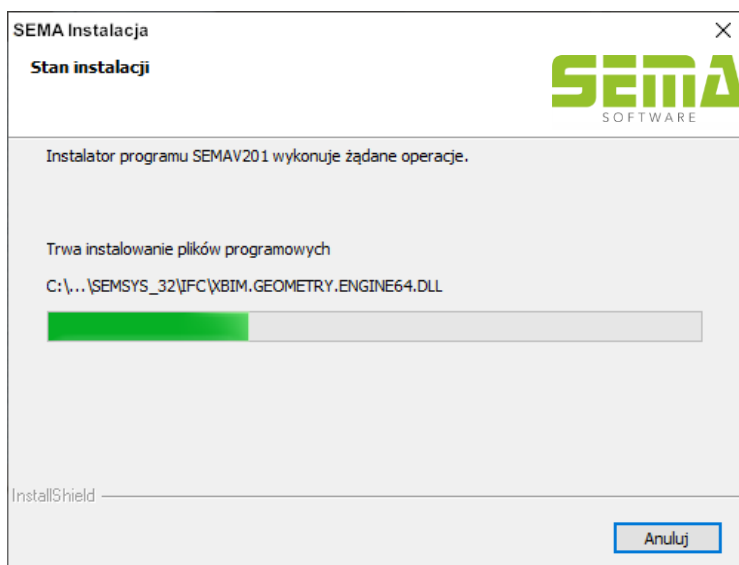 SEMA Instalacja
Stan instalacji
SEMA
SOFTWARE
Instalator programu SEMAV201 wykonuje żądane operacje.
Trwa instalowanie plików programowych
C:\...\SEMSYS_32\IFC\XBIM.GEOMETRY.ENGINE64.DLL
InstallShield
Anuluj